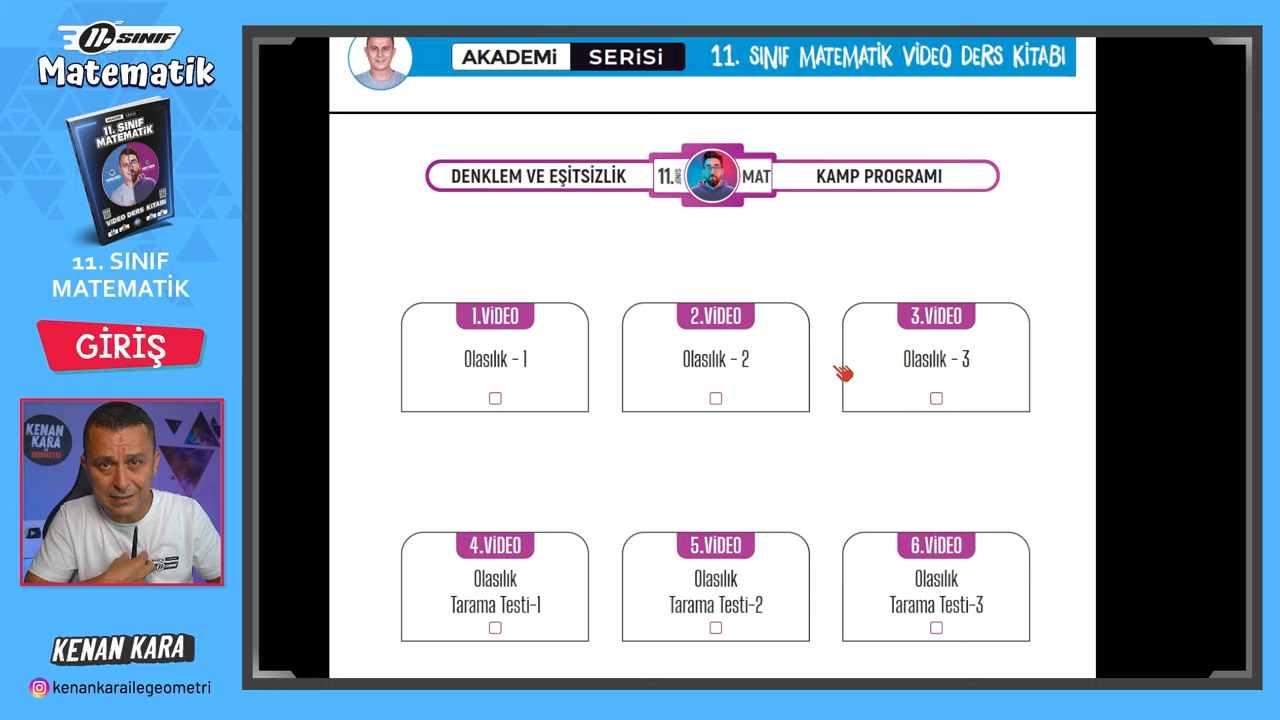 11. SINIF
Matematik
11. SINIF
MATEMATİK
VİDEO DERS KİTABI
11. SINIF
MATEMATİK
GİRİŞ
KENAN
KARA
GEOMETRİ
11. SINIF
KENAN KARA
kenankarailegeometri
AKADEMİ SERİSİ 11. SINIF MATEMATİK VİDEO DERS KİTABI
DENKLEM VE EŞİTSİZLİK 11. SINIF MAT KAMP PROGRAMI
1.VİDEO 2.VİDEO 3.VİDEO
Olasılık - 1 Olasılık - 2 Olasılık - 3
4.VİDEO 5.VİDEO 6.VİDEO
Olasılık Olasılık Olasılık
Tarama Testi-1 Tarama Testi-2 Tarama Testi-3